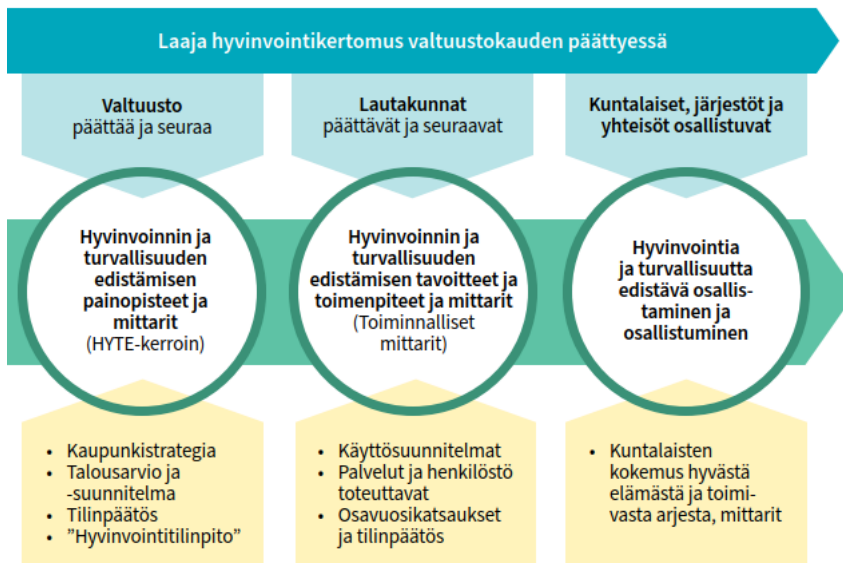 Laaja hyvinvointikertomus valtuustokauden päättyessä
Valtuusto
päättää ja seuraa
Lautakunnat
päättävät ja seuraavat
Kuntalaiset, järjestöt ja
yhteisöt osallistuvat
Hyvinvoinnin ja
turvallisuuden
edistämisen
painopisteet ja
mittarit
(HYTE-kerroin)
Hyvinvoinnin ja
turvallisuuden
edistämisen tavoitteet ja
toimenpiteet ja mittarit
(Toiminnalliset
mittarit)
Hyvinvointia
ja turvallisuutta
edistävä osallis-
taminen ja
osallistuminen
• Kaupunkistrategia
• Talousarvio ja
-suunnitelma
• Tilinpäätös
• ”Hyvinvointitilinpito”
• Käyttösuunnitelmat
• Palvelut ja henkilöstö
toteuttavat
• Osavuosikatsaukset
ja tilinpäätös
• Kuntalaisten
kokemus hyvästä
elämästä ja toimi-
vasta arjesta, mittarit